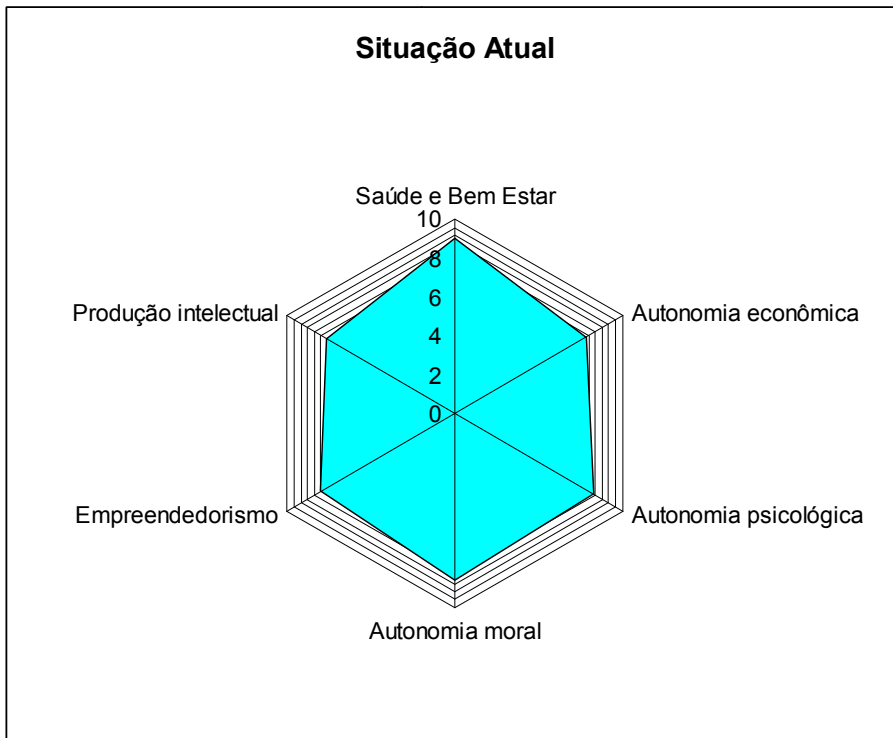 Situação Atual
Saúde e Bem Estar
10
8
6
4
2
0
Autonomia econômica
Autonomia psicológica
Autonomia moral
Empreendedorismo
Produção intelectual